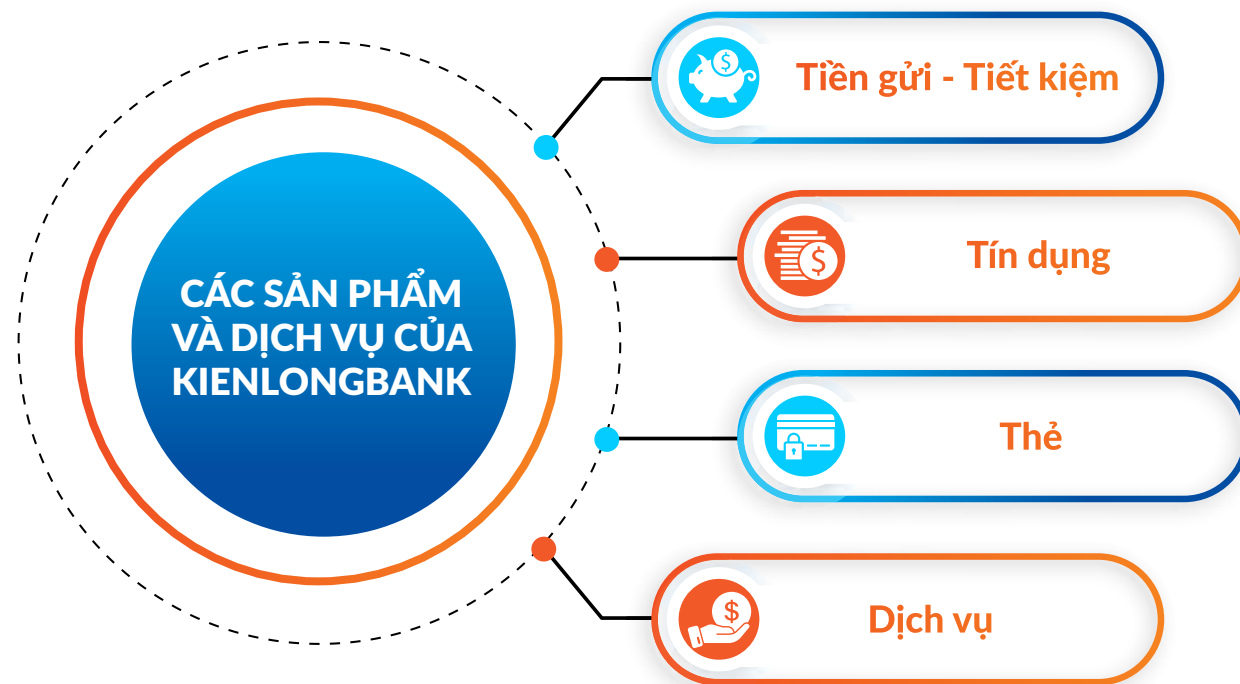 CÁC SẢN PHẨM
VÀ DỊCH VỤ CỦA
KIENLONGBANK
Tiền gửi - Tiết kiệm
Tín dụng
Thẻ
Dịch vụ